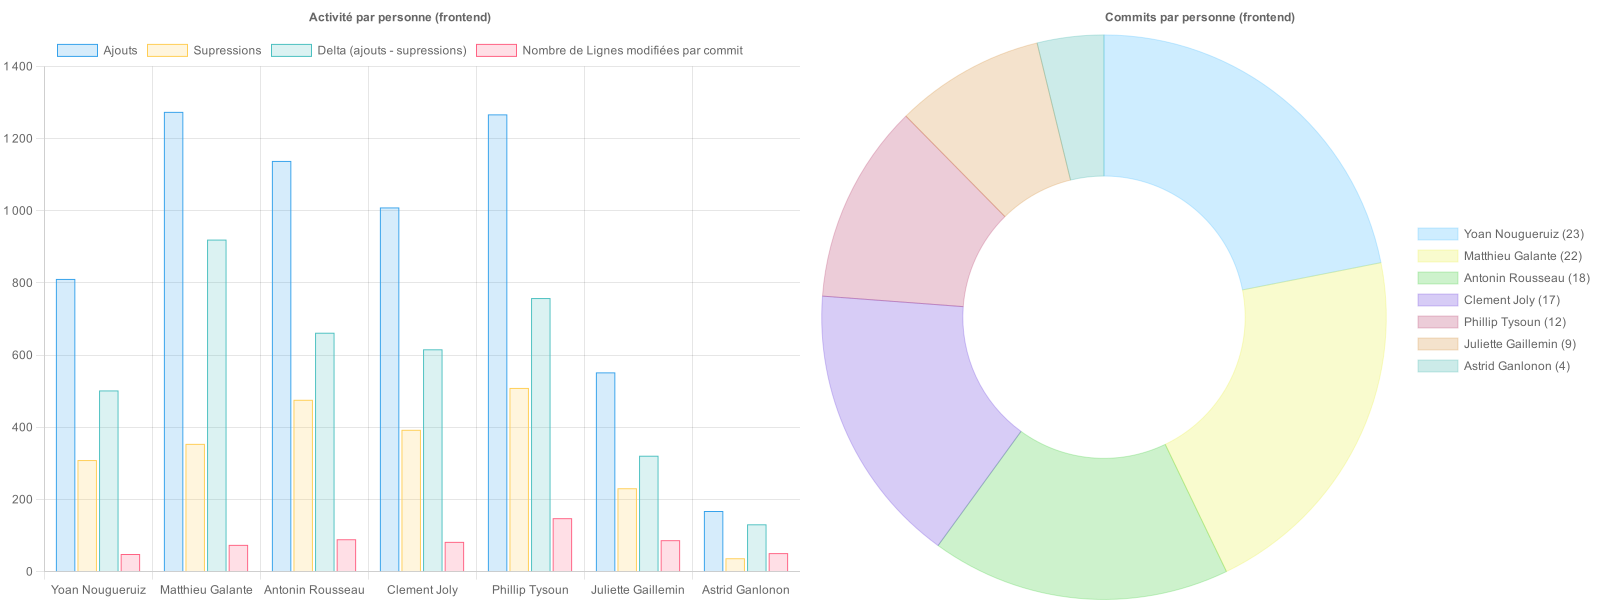 Activité par personne (frontend)
Ajouts Supressions Delta (ajouts - supressions) Nombre de Lignes modifiées par commit
1 400
1 200
1 000
800
600
400
200
0
Yoan Nougueruiz Matthieu Galante Antonin Rousseau Clement Joly Phillip Tysoun Juliette Gaillemin Astrid Ganlonon
Commits par personne (frontend)
Yoan Nougueruiz (23)
Matthieu Galante (22)
Antonin Rousseau (18)
Clement Joly (17)
Phillip Tysoun (12)
Juliette Gaillemin (9)
Astrid Ganlonon (4)